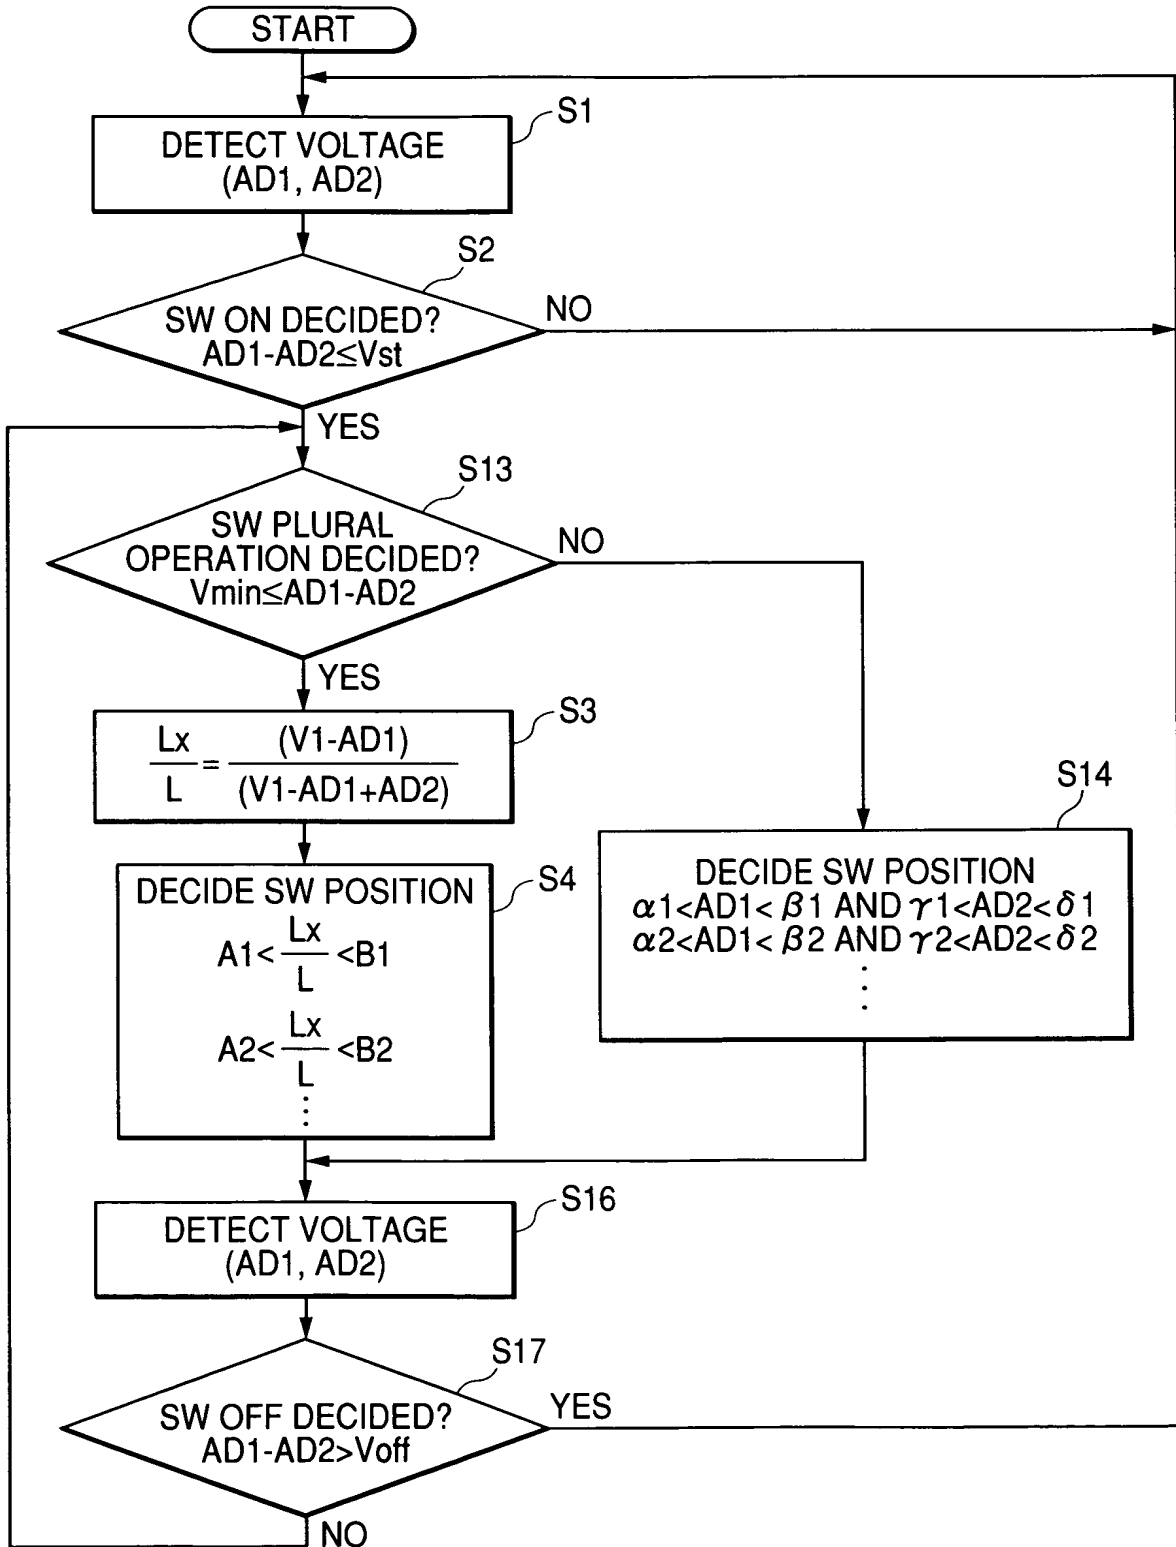 START
S1
DETECT VOLTAGE
(AD1, AD2)
S2
SW ON DECIDED?
AD1-AD2≤Vst
NO
YES
S13
SW PLURAL
OPERATION DECIDED?
Vmin≤AD1-AD2
NO
YES
S3
Lx/L = (V1-AD1)/(V1-AD1+AD2)
S14
DECIDE SW POSITION
α1<AD1<β1 AND γ1<AD2<δ1
α2<AD1<β2 AND γ2<AD2<δ2
⋮
S4
DECIDE SW POSITION
A1< Lx/L <B1
A2< Lx/L <B2
⋮
S16
DETECT VOLTAGE
(AD1, AD2)
S17
SW OFF DECIDED?
AD1-AD2>Voff
YES
NO